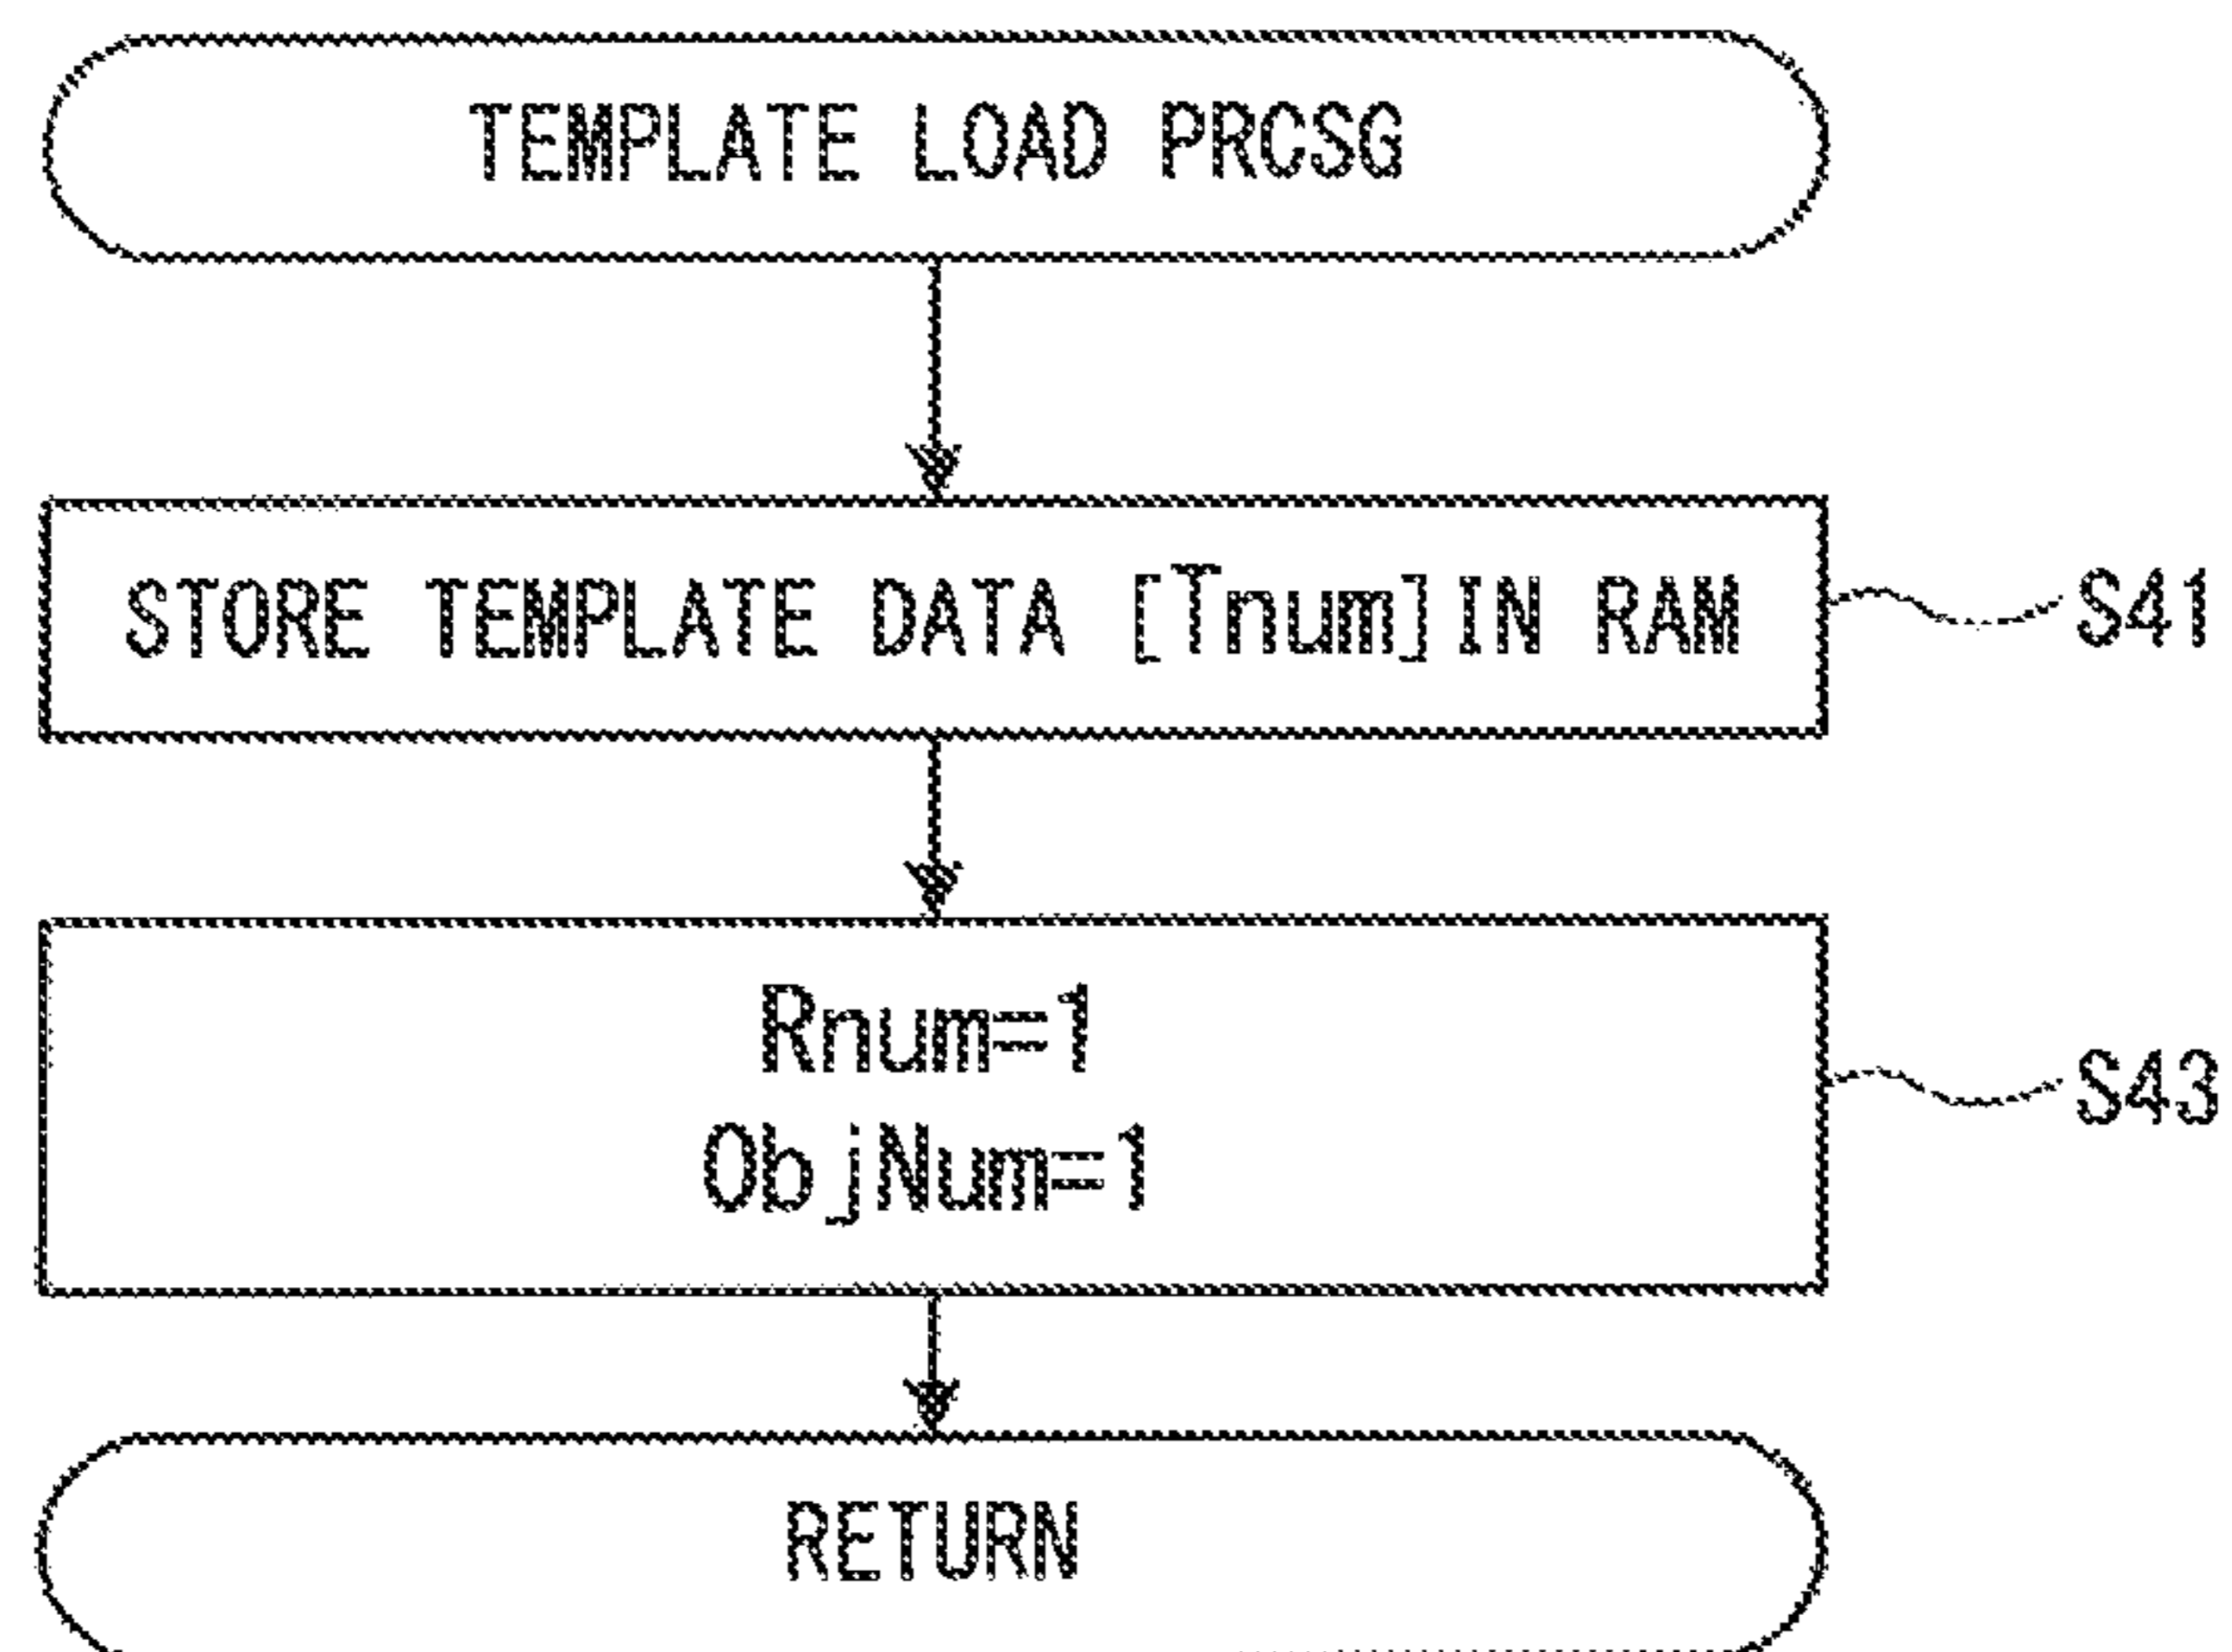 TEMPLATE LOAD PRCSG
STORE TEMPLATE DATA [Tnum]IN RAM
S41
Rnum=1
ObjNum=1
S43
RETURN